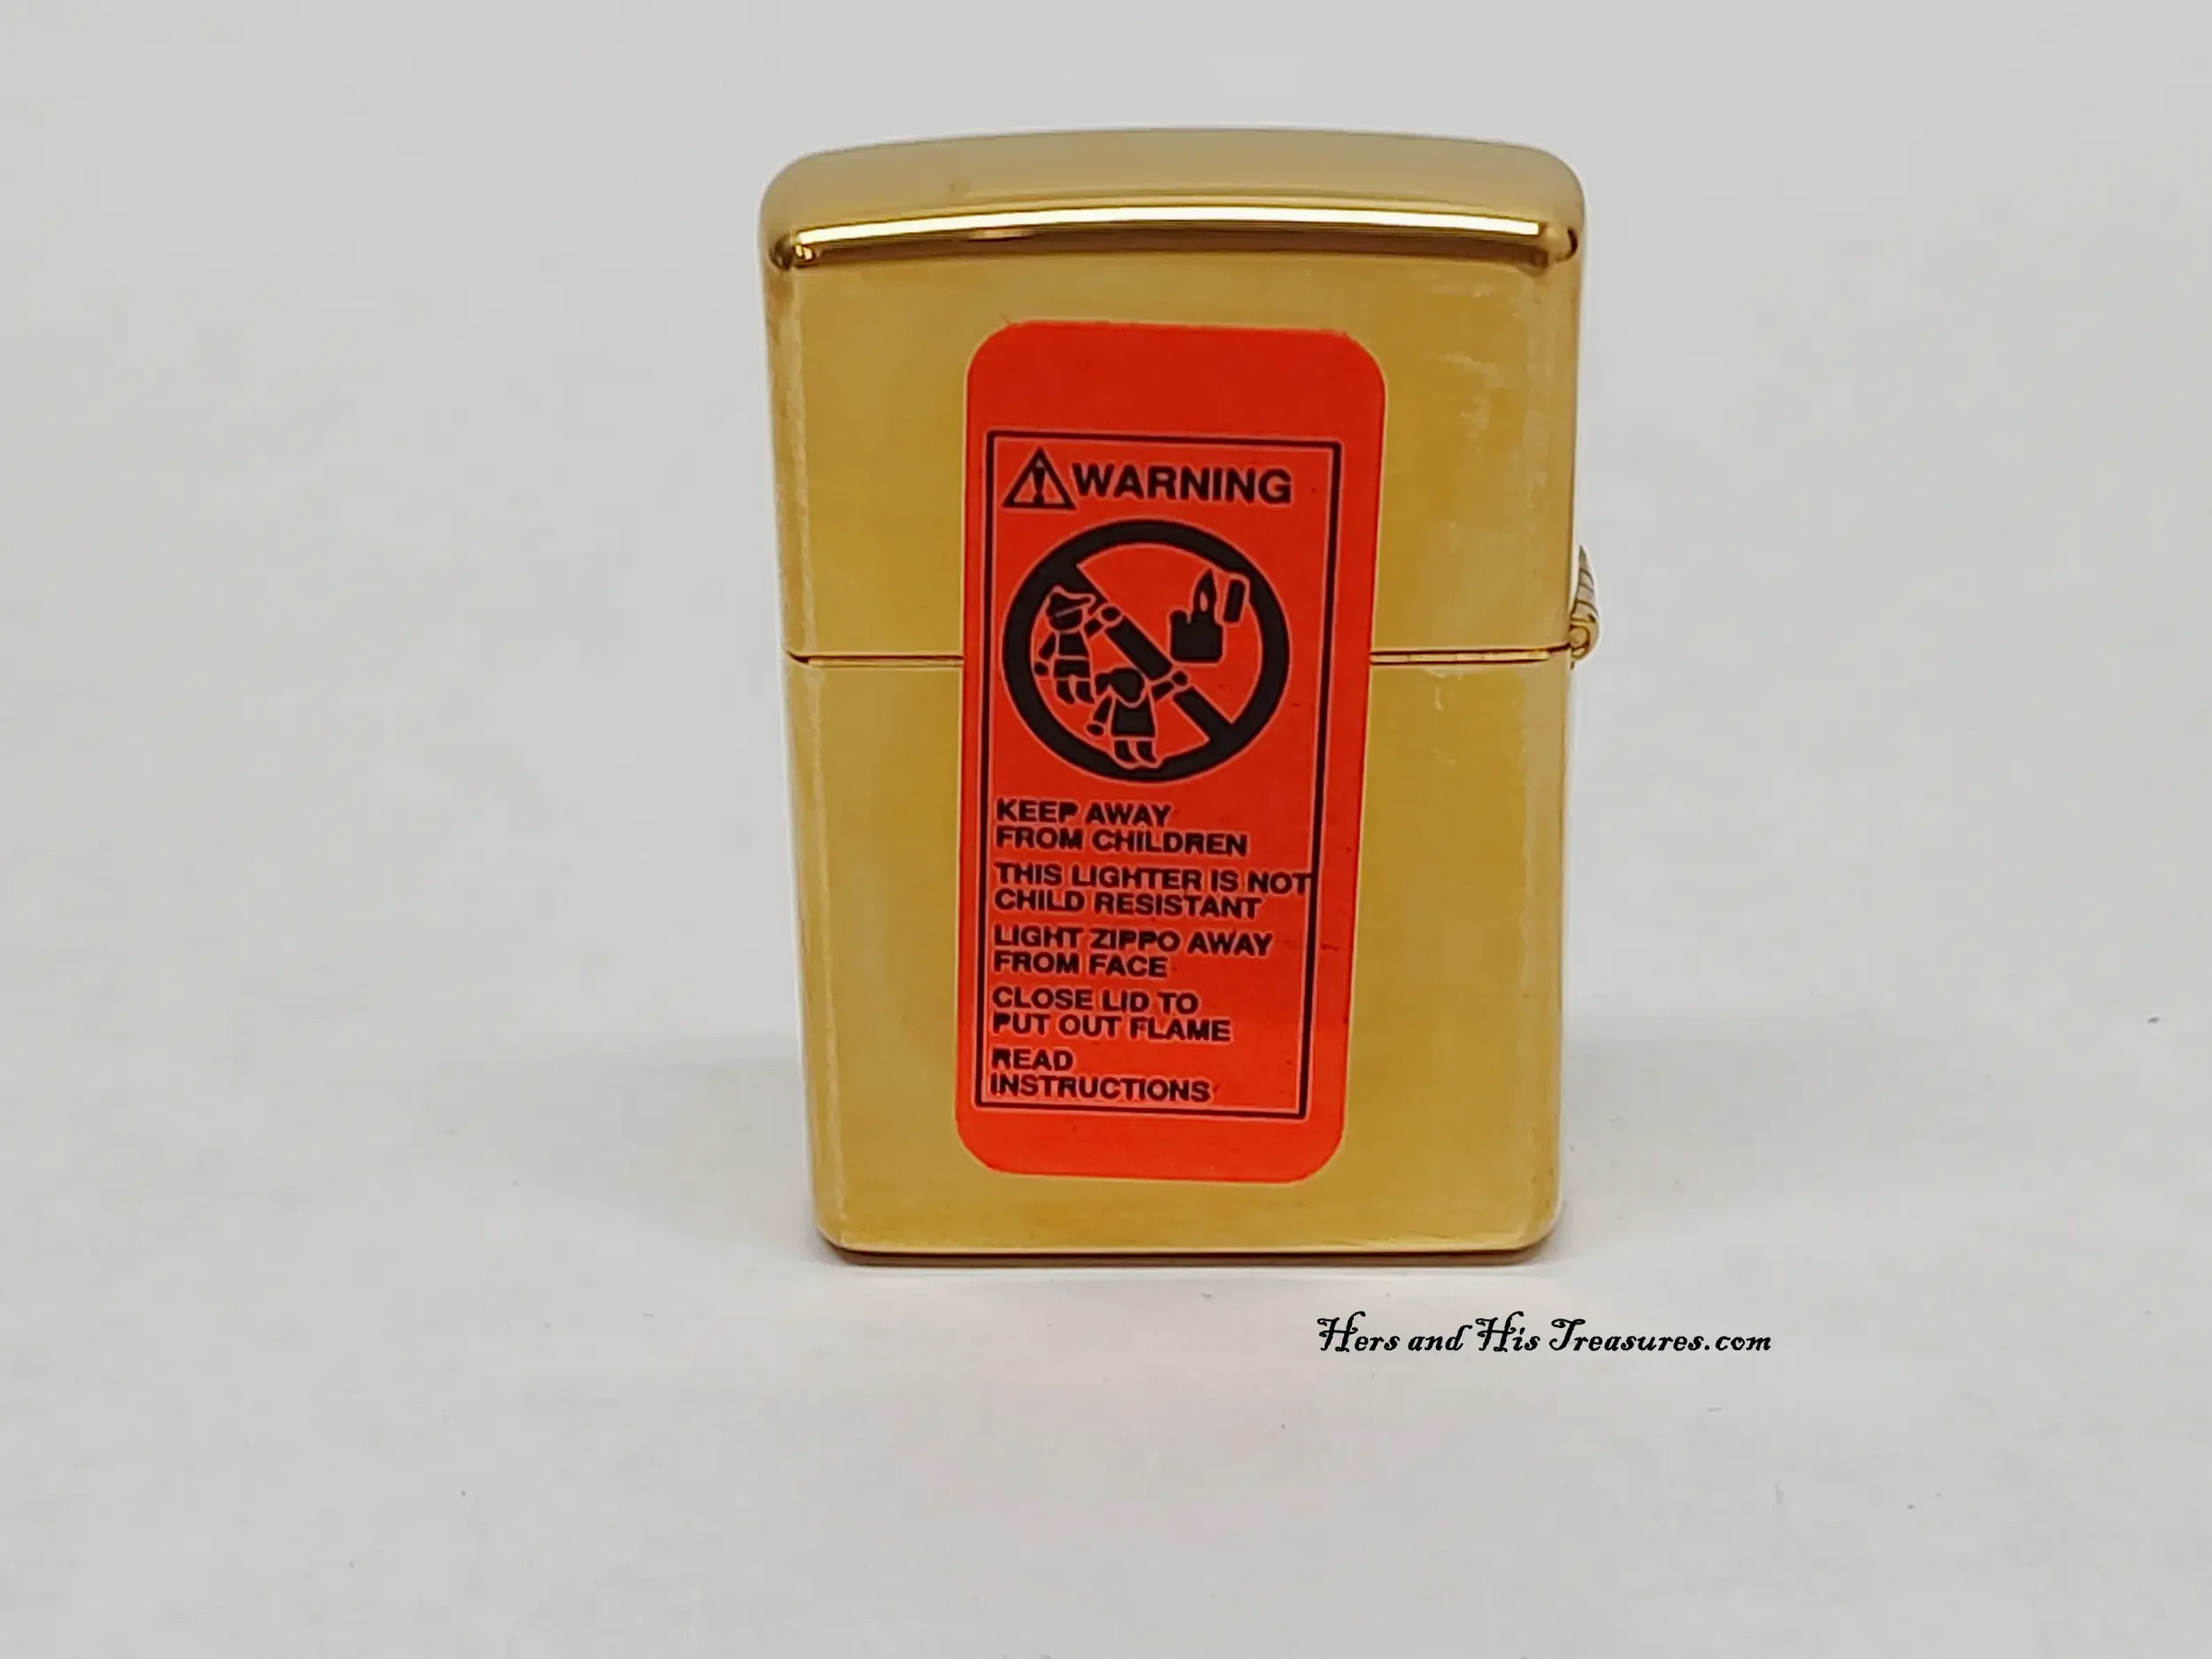 WARNING
KEEP AWAY
FROM CHILDREN
THIS LIGHTER IS NOT
CHILD RESISTANT
LIGHT ZIPPO AWAY
FROM FACE
CLOSE LID TO
PUT OUT FLAME
READ
INSTRUCTIONS
Hers and His Treasures.com